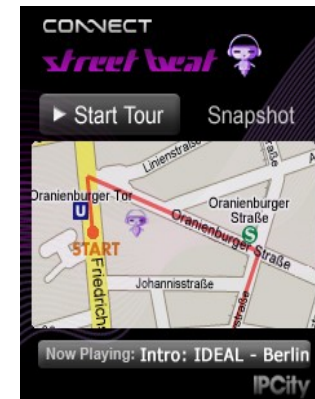 CONNECT
street beat
Start Tour
Snapshot
Linienstraße
Oranienburger Tor
U
Oranienburger
Straße
S
Oranienburger Straße
START
Friedrich
Johannisstraße
Now Playing: Intro: IDEAL - Berlin
IPCity